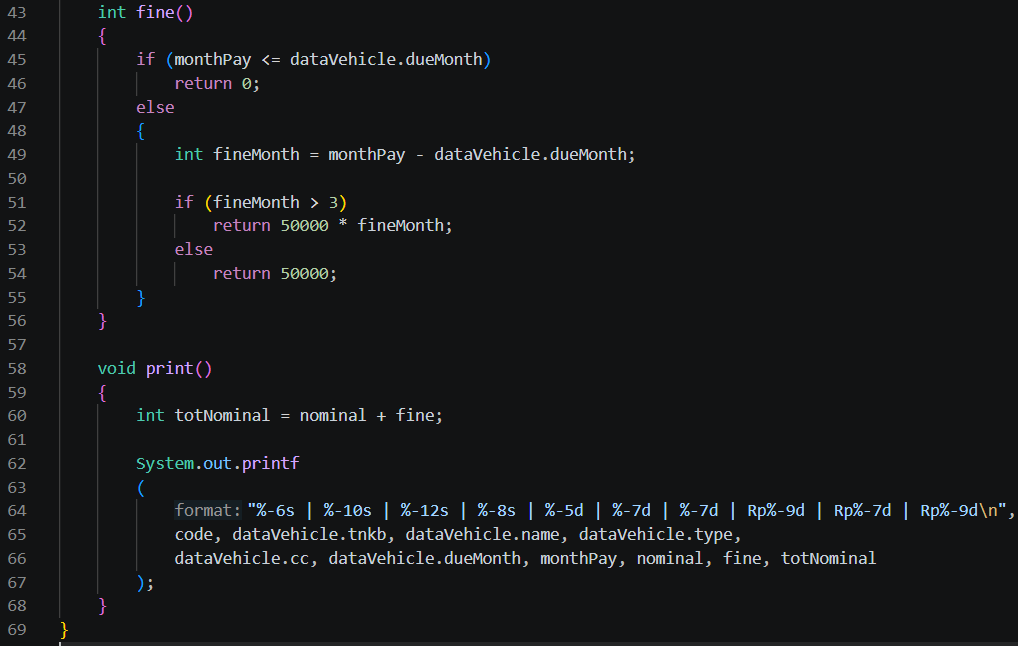 43 int fine()
44 {
45 if (monthPay <= dataVehicle.dueMonth)
46 return 0;
47 else
48 {
49 int fineMonth = monthPay - dataVehicle.dueMonth;
50
51 if (fineMonth > 3)
52 return 50000 * fineMonth;
53 else
54 return 50000;
55 }
56 }
57
58 void print()
59 {
60 int totNominal = nominal + fine;
61
62 System.out.printf
63 (
64 format: "%-6s | %-10s | %-12s | %-8s | %-5d | %-7d | %-7d | Rp%-9d | Rp%-7d | Rp%-9d\n",
65 code, dataVehicle.tnkb, dataVehicle.name, dataVehicle.type,
66 dataVehicle.cc, dataVehicle.dueMonth, monthPay, nominal, fine, totNominal
67 );
68 }
69 }